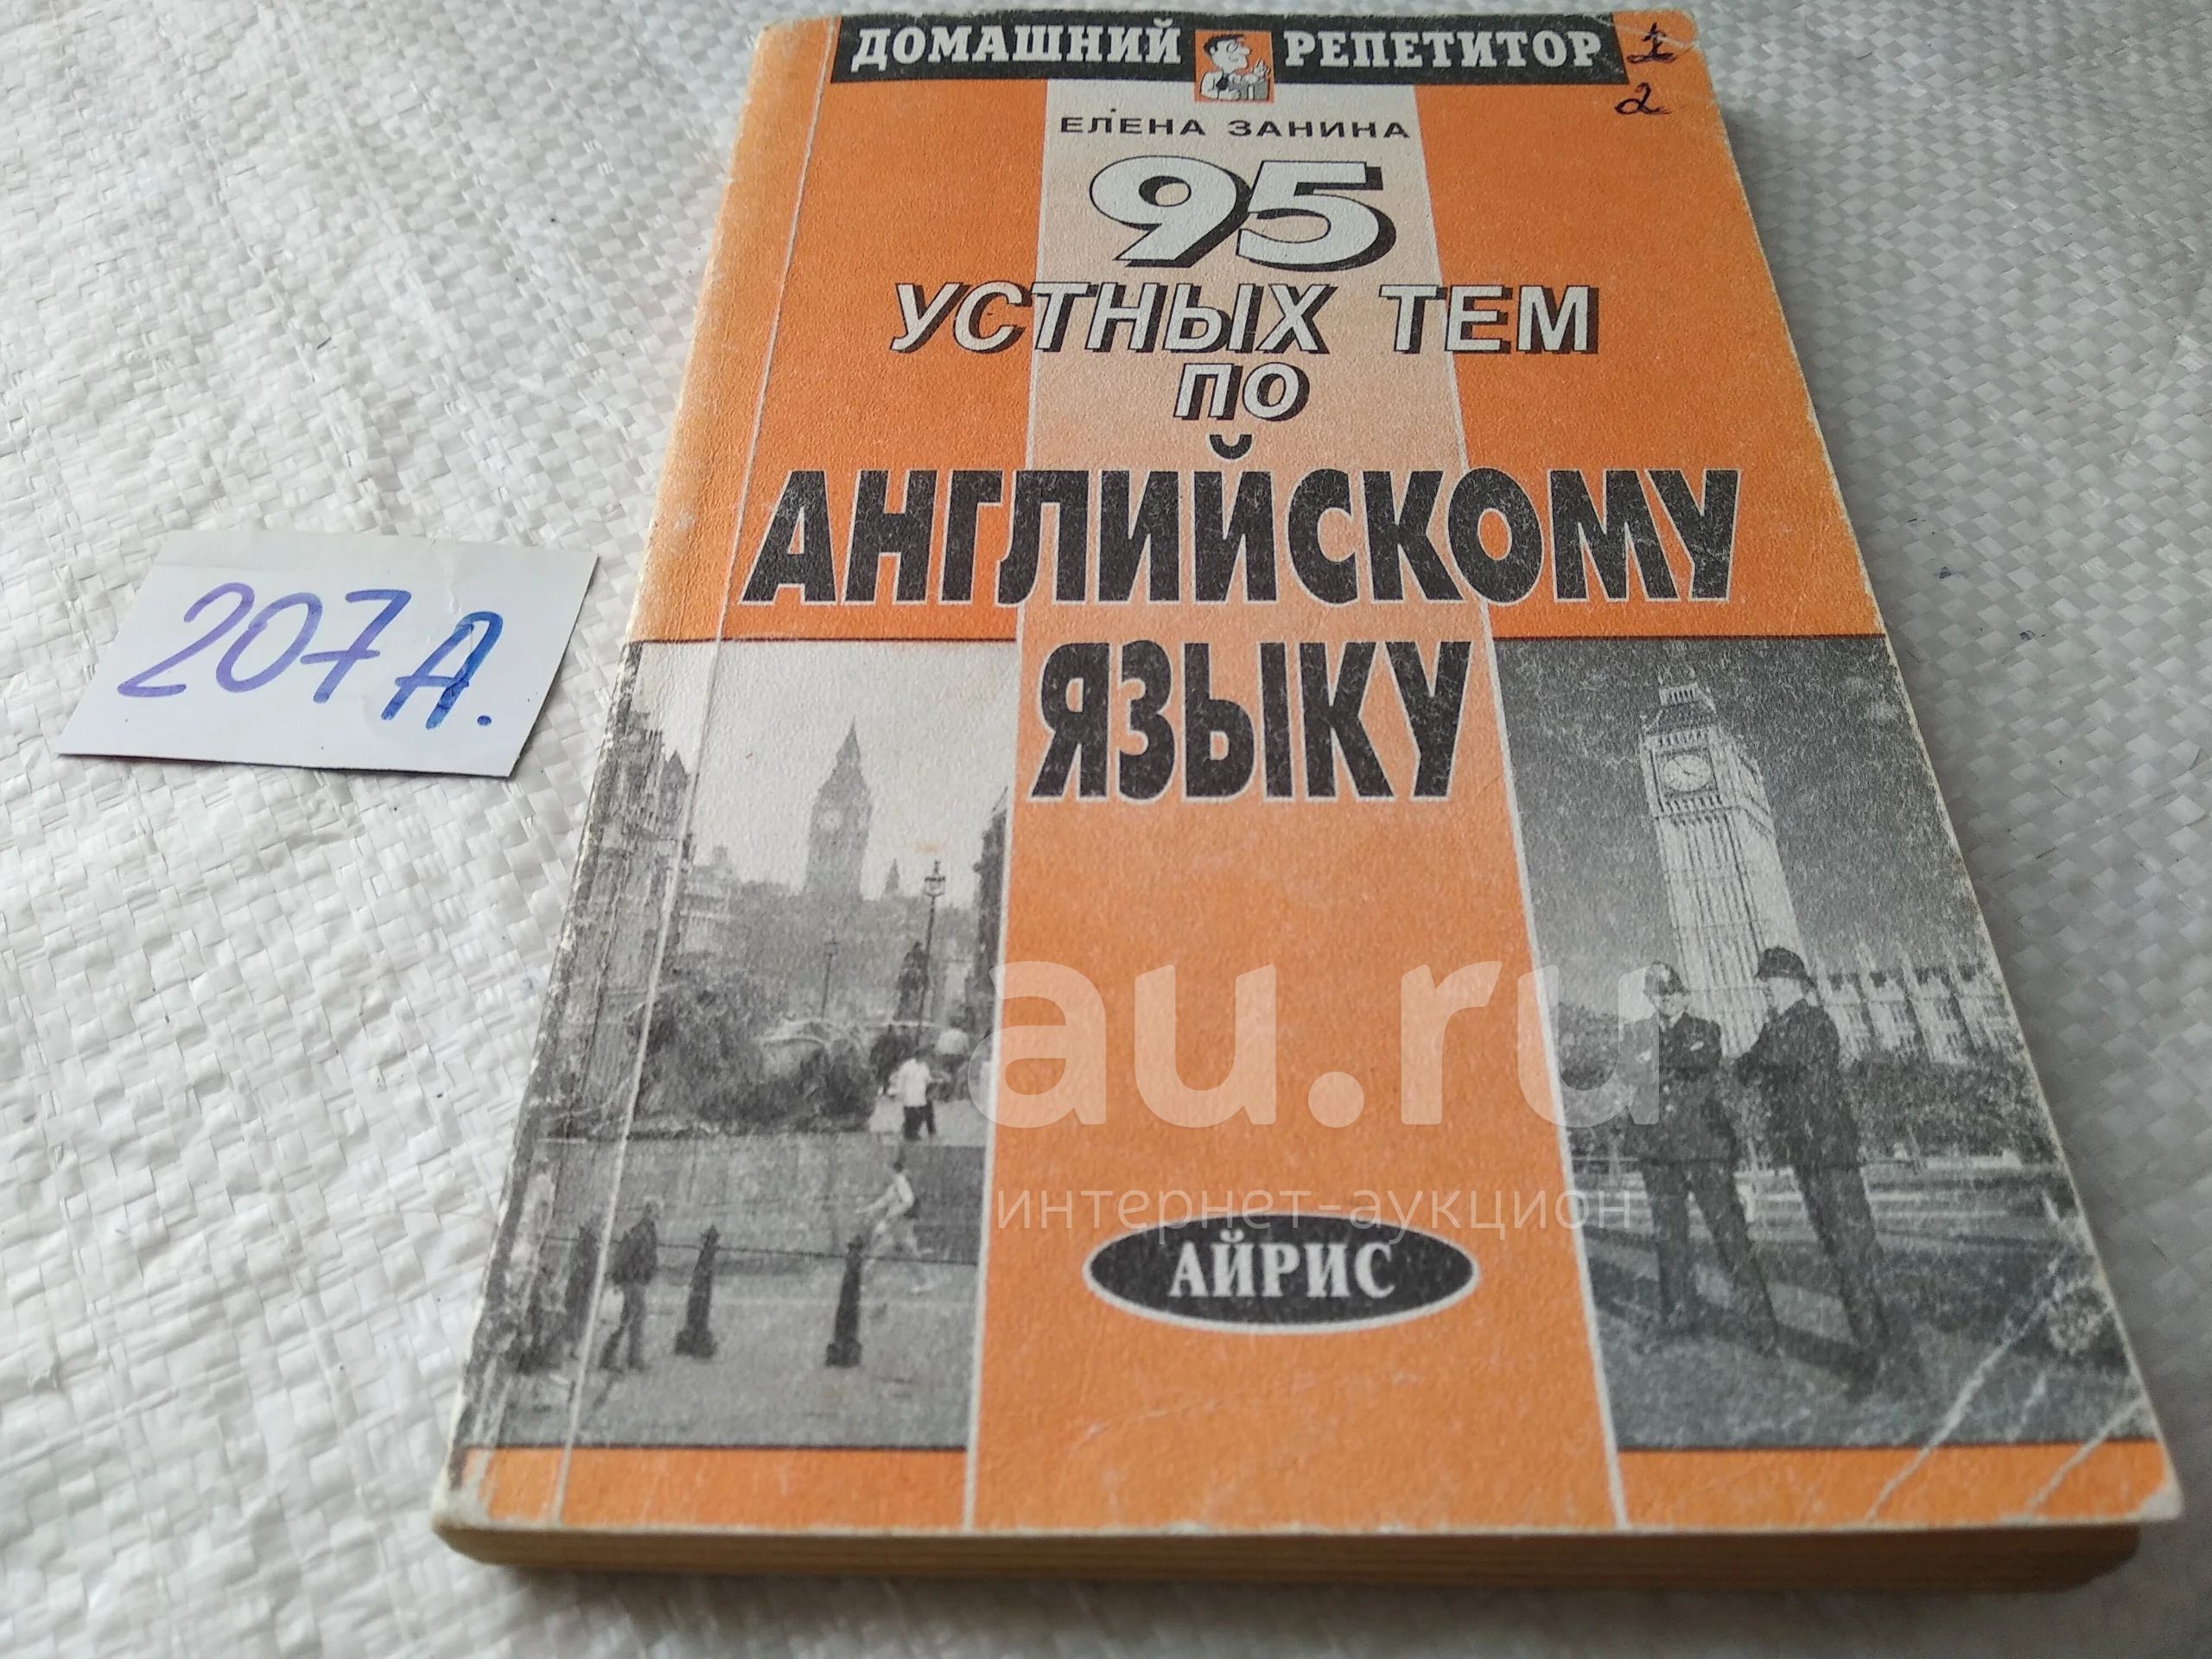 ДОМАШНИЙ РЕПЕТИТОР
1
2
ЕЛЕНА ЗАНИНА
95
УСТНЫХ ТЕМ
ПО
АНГЛИЙСКОМУ
ЯЗЫКУ
207А.
au.ru
интернет-аукцион
АЙРИС